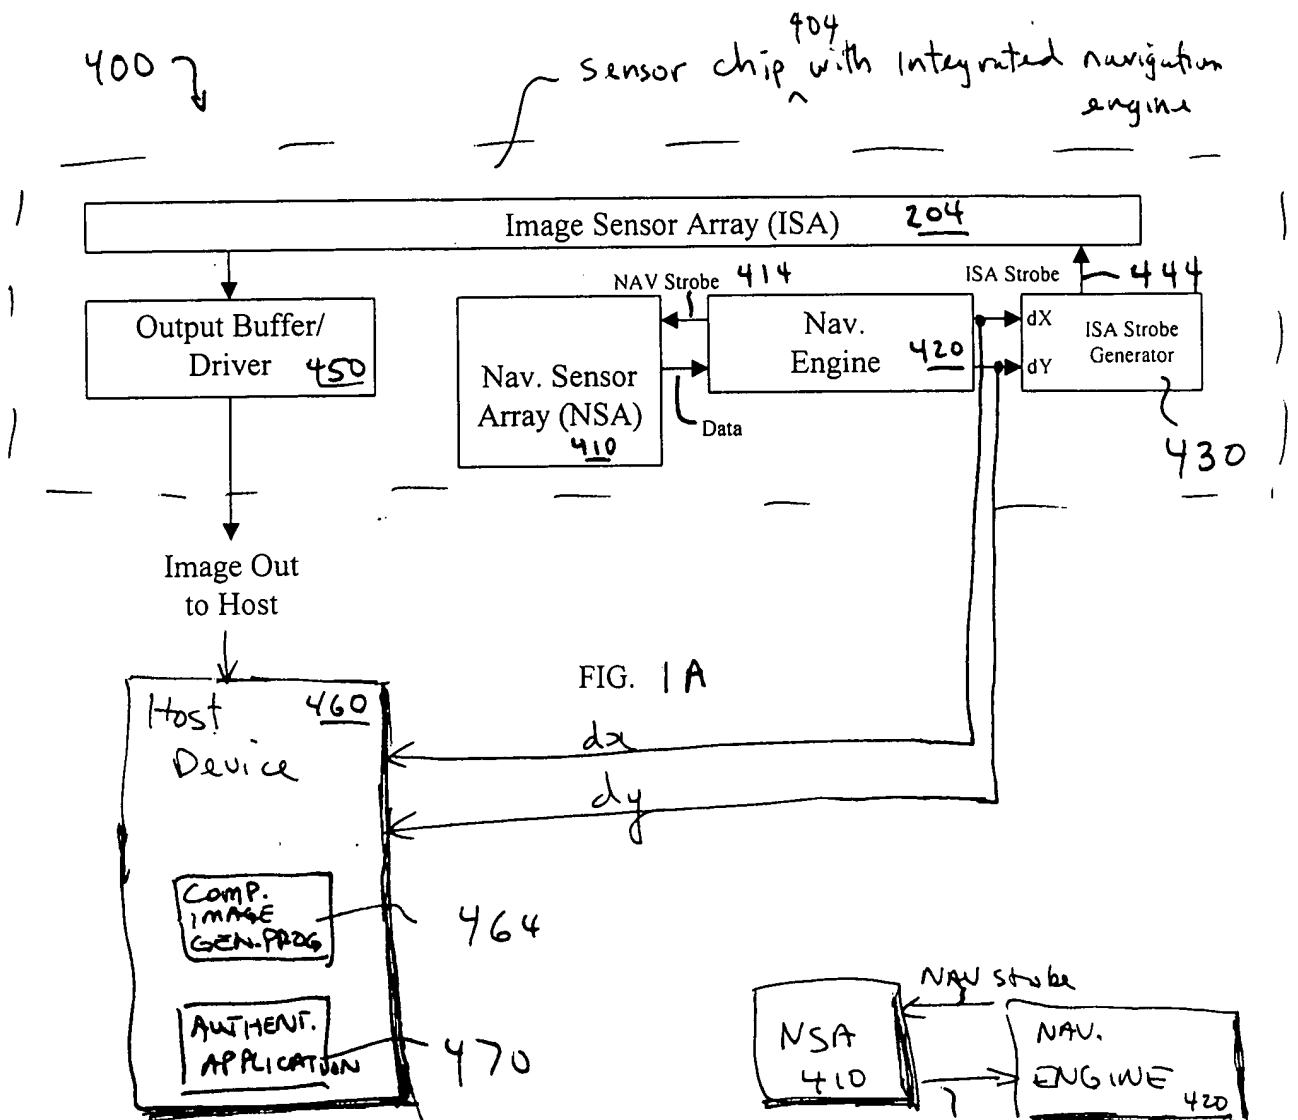 400
404
sensor chip ^ with integrated navigation
engine
Image Sensor Array (ISA) 204
NAV Strobe 414
ISA Strobe 444
Output Buffer/
Driver 450
Nav. Sensor
Array (NSA)
410
Data
Nav.
Engine 420
dX
dY
ISA Strobe
Generator
430
Image Out
to Host
FIG. 1A
Host 460
Device
dx
dy
COMP.
IMAGE
GEN. PROG
464
AUTHENT.
APPLICATION
470
NAV strobe
NSA
410
NAV.
ENGINE
420